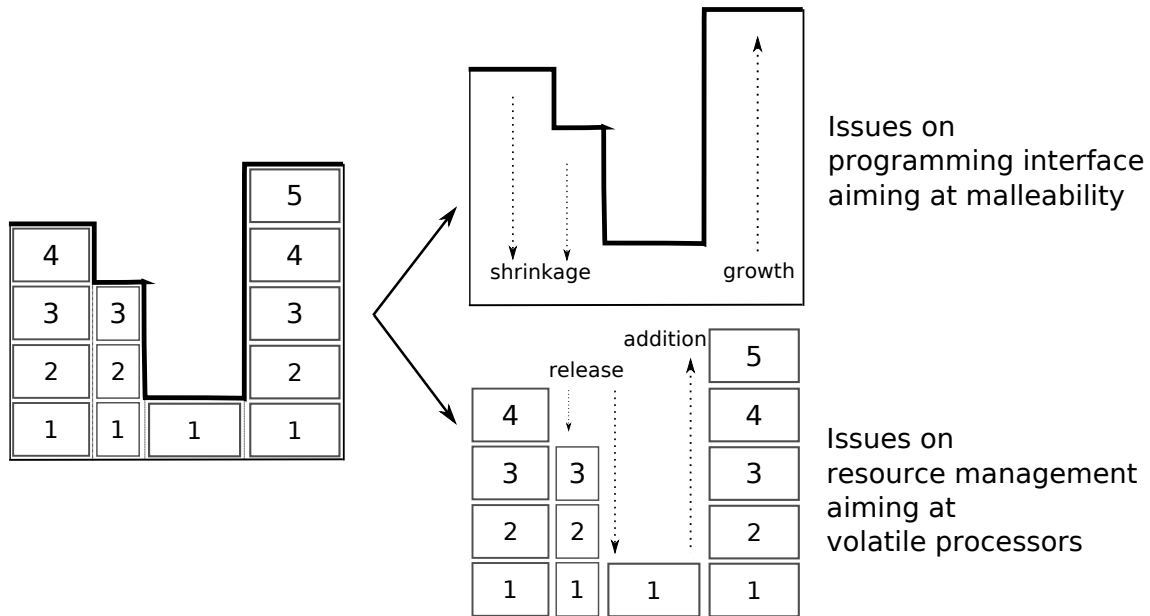 5
4
4
3
3
3
2
2
2
1
1
1
1
shrinkage
growth
Issues on
programming interface
aiming at malleability
addition
release
5
4
4
3
3
3
2
2
2
1
1
1
1
Issues on
resource management
aiming at
volatile processors